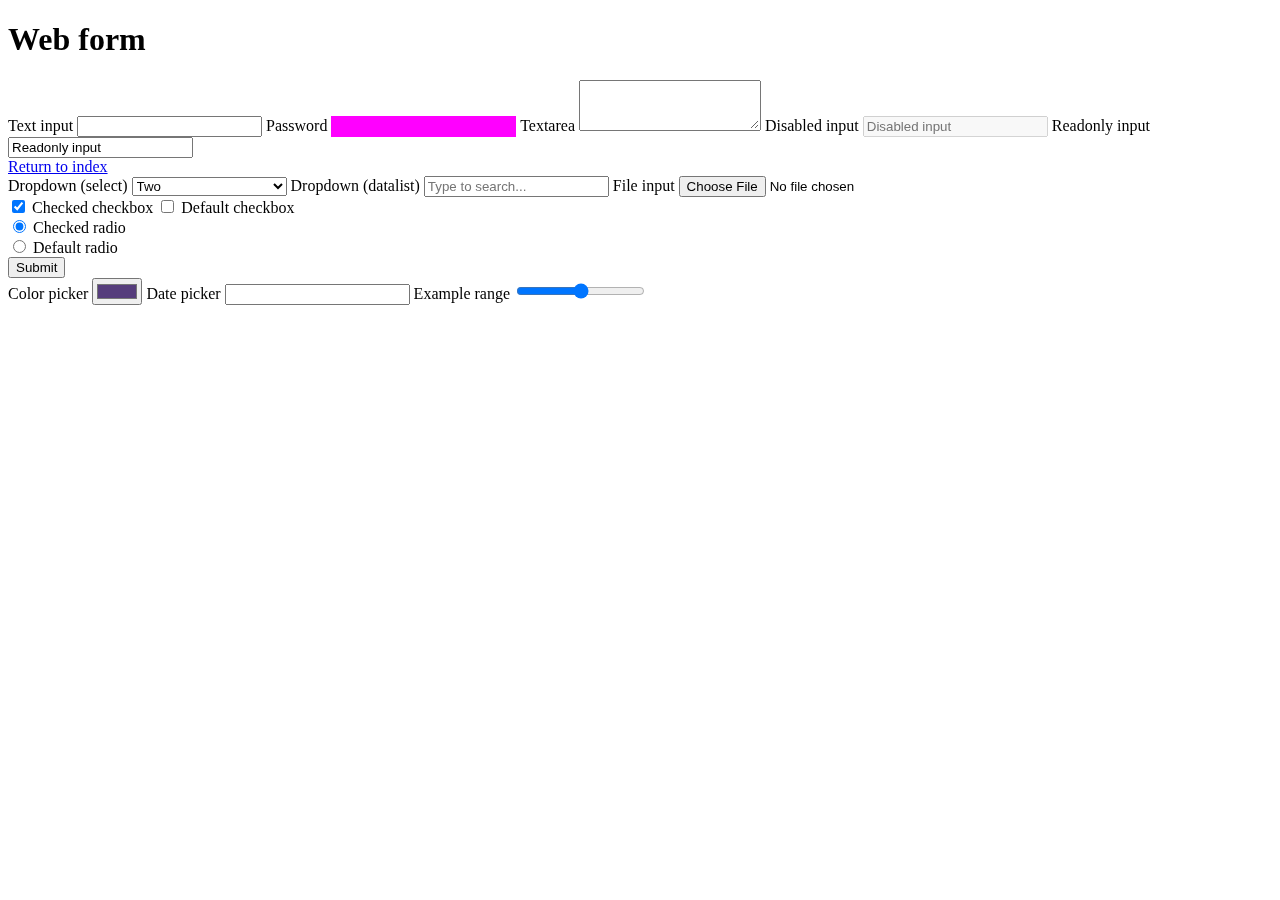 Web form
Text input Password Textarea Disabled input Disabled input Readonly input
Readonly input
Return to index
Dropdown (select) Two Dropdown (datalist) Type to search... File input Choose File No file chosen
Checked checkbox Default checkbox
Checked radio
Default radio
Submit
Color picker Date picker Example range